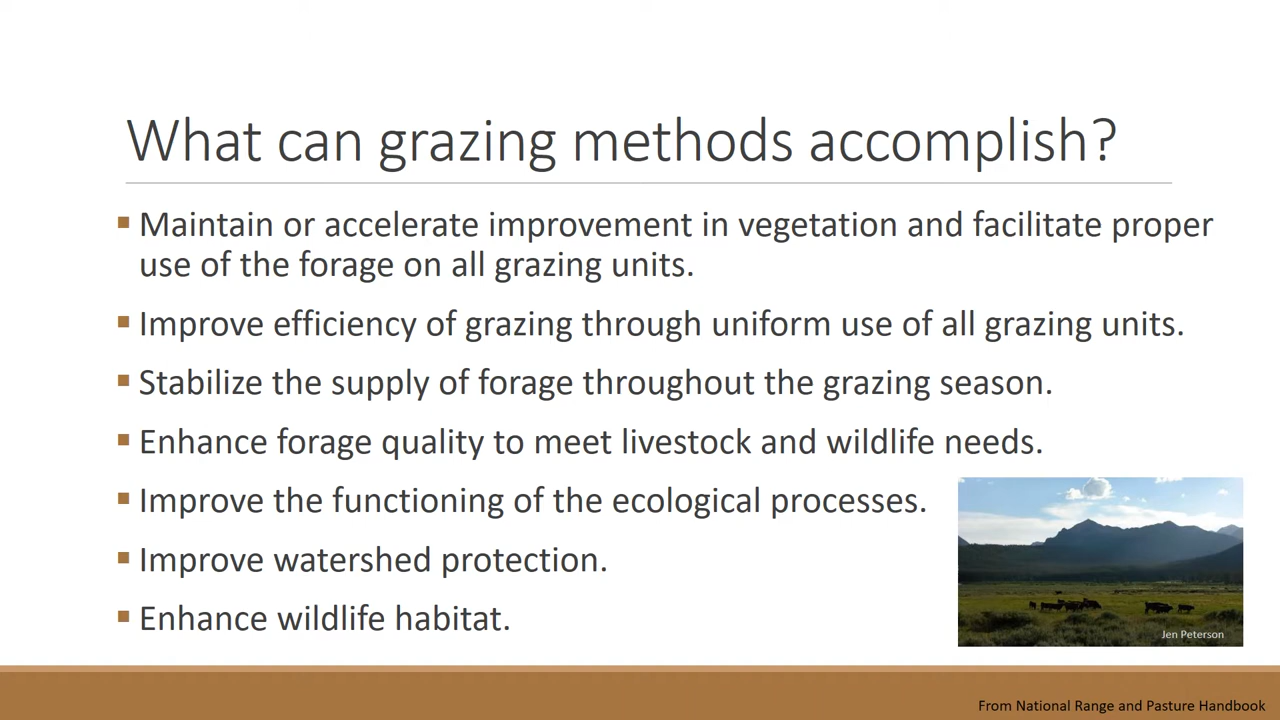 What can grazing methods accomplish?
▪ Maintain or accelerate improvement in vegetation and facilitate proper
use of the forage on all grazing units.
▪ Improve efficiency of grazing through uniform use of all grazing units.
▪ Stabilize the supply of forage throughout the grazing season.
▪ Enhance forage quality to meet livestock and wildlife needs.
▪ Improve the functioning of the ecological processes.
▪ Improve watershed protection.
▪ Enhance wildlife habitat.
Jen Peterson
From National Range and Pasture Handbook